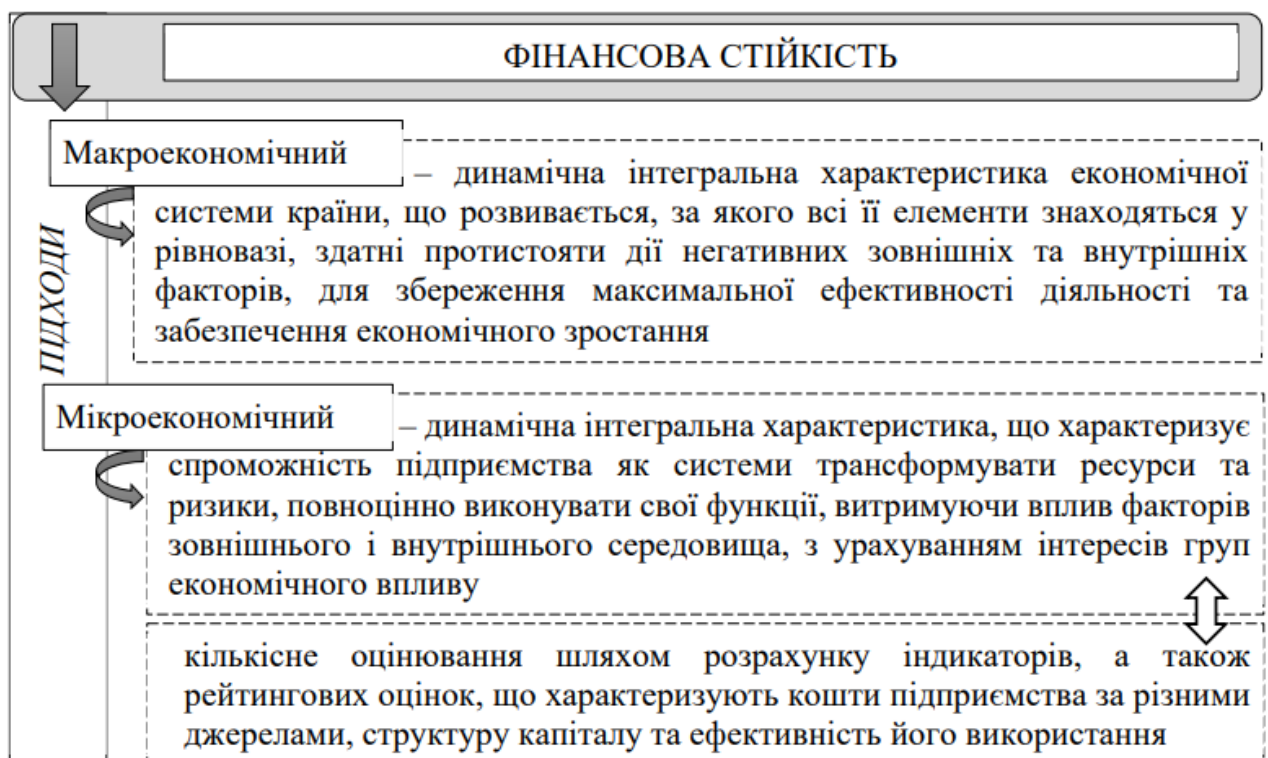 ФІНАНСОВА СТІЙКІСТЬ
ПІДХОДИ
Макроекономічний
– динамічна інтегральна характеристика економічної
системи країни, що розвивається, за якого всі її елементи знаходяться у
рівновазі, здатні протистояти дії негативних зовнішніх та внутрішніх
факторів, для збереження максимальної ефективності діяльності та
забезпечення економічного зростання
Мікроекономічний
– динамічна інтегральна характеристика, що характеризує
спроможність підприємства як системи трансформувати ресурси та
ризики, повноцінно виконувати свої функції, витримуючи вплив факторів
зовнішнього і внутрішнього середовища, з урахуванням інтересів груп
економічного впливу
кількісне оцінювання шляхом розрахунку індикаторів, а також
рейтингових оцінок, що характеризують кошти підприємства за різними
джерелами, структуру капіталу та ефективність його використання